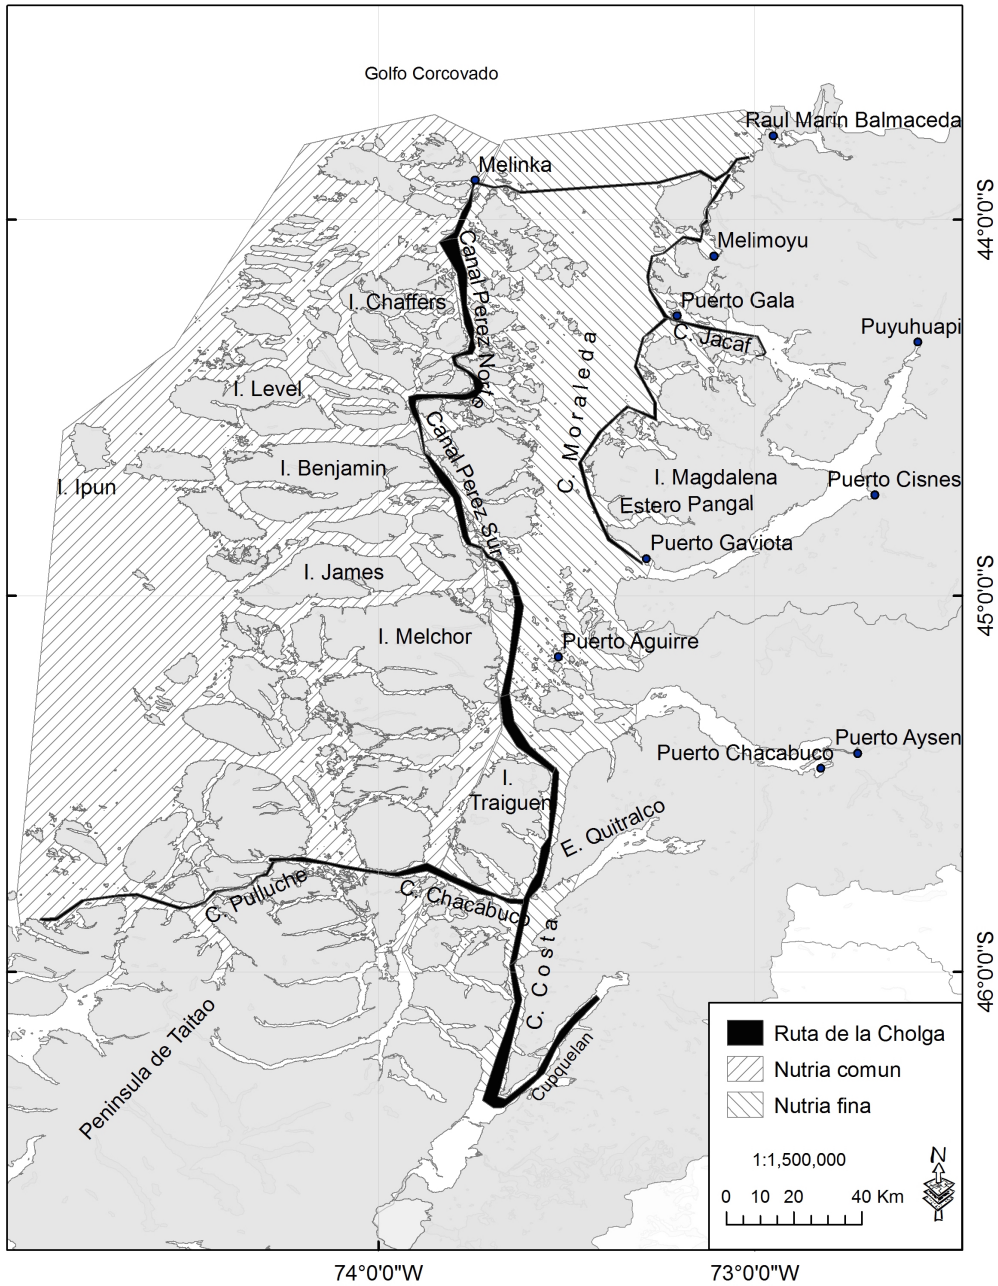 Golfo Corcovado
Raul Marin Balmaceda
Melinka
44°0'0"S
Melimoyu
Canal Perez Norte
I. Chaffers
Puerto Gala
Puyuhuapi
C. Jacaf
C. Moraleda
I. Level
Canal Perez Sur
I. Benjamin
I. Magdalena
Puerto Cisnes
I. Ipun
Estero Pangal
Puerto Gaviota
I. James
45°0'0"S
I. Melchor
Puerto Aguirre
Puerto Aysen
Puerto Chacabuco
I.
Traiguen
E. Quitralco
C. Pulluche
C. Chacabuco
C. Costa
46°0'0"S
Peninsula de Taitao
Cupquelan
Ruta de la Cholga
Nutria comun
Nutria fina
1:1,500,000
N
0 10 20 40 Km
74°0'0"W
73°0'0"W